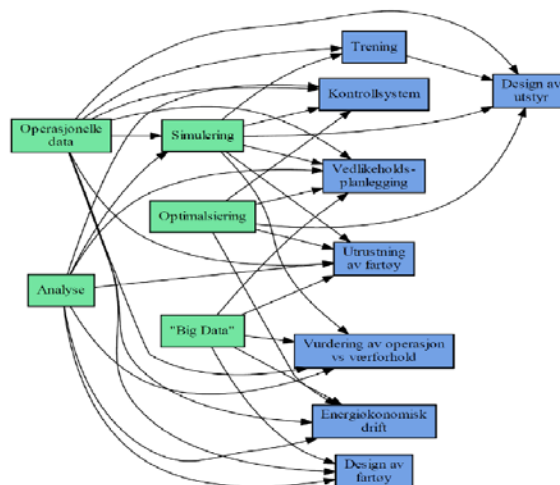 Trening
Design av
utstyr
Kontrollsystem
Operasjonelle
data
Simulering
Vedlikeholds-
planlegging
Optimalsiering
Utrustning
av fartøy
Analyse
"Big Data"
Vurdering av operasjon
vs værforhold
Energiøkonomisk
drift
Design av
fartøy